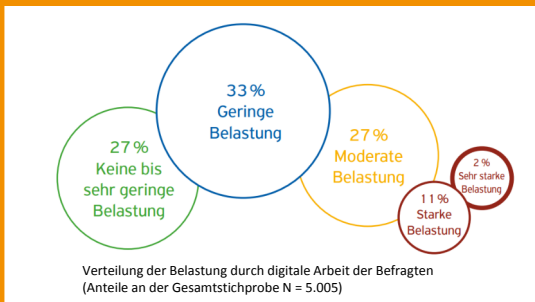 33 %
Geringe
Belastung
27 %
Keine bis
sehr geringe
Belastung
27 %
Moderate
Belastung
11 %
Starke
Belastung
2 %
Sehr starke
Belastung
Verteilung der Belastung durch digitale Arbeit der Befragten
(Anteile an der Gesamtstichprobe N = 5.005)